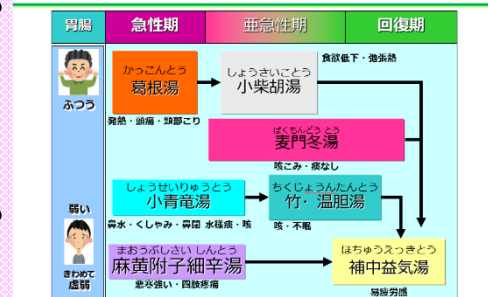 胃腸 急性期 亜急性期 回復期
ふつう
かっこんとう
葛根湯
発熱・頭痛・頚部こり
しょうさいことう
小柴胡湯
食欲低下・弛張熱
ばくもんどうとう
麦門冬湯
咳こみ・痰なし
弱い
しょうせいりゅうとう
小青竜湯
鼻水・くしゃみ・鼻閉 水様痰・咳
ちくじょうんたんとう
竹・温胆湯
咳・不眠
きわめて
虚弱
まおうぶしさいしんとう
麻黄附子細辛湯
悪寒強い・四肢疼痛
ほちゅうえっきとう
補中益気湯
易疲労感